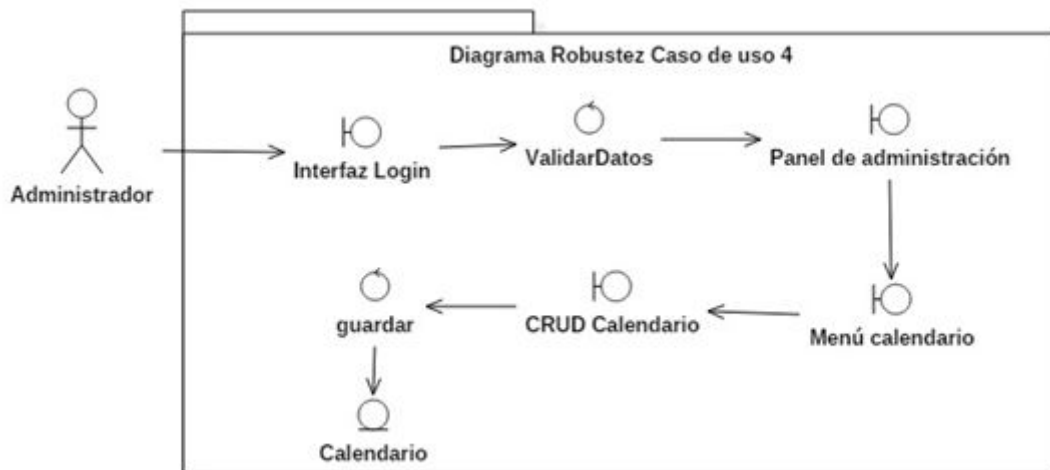 Diagrama Robustez Caso de uso 4
Administrador
Interfaz Login
ValidarDatos
Panel de administración
guardar
CRUD Calendario
Menú calendario
Calendario